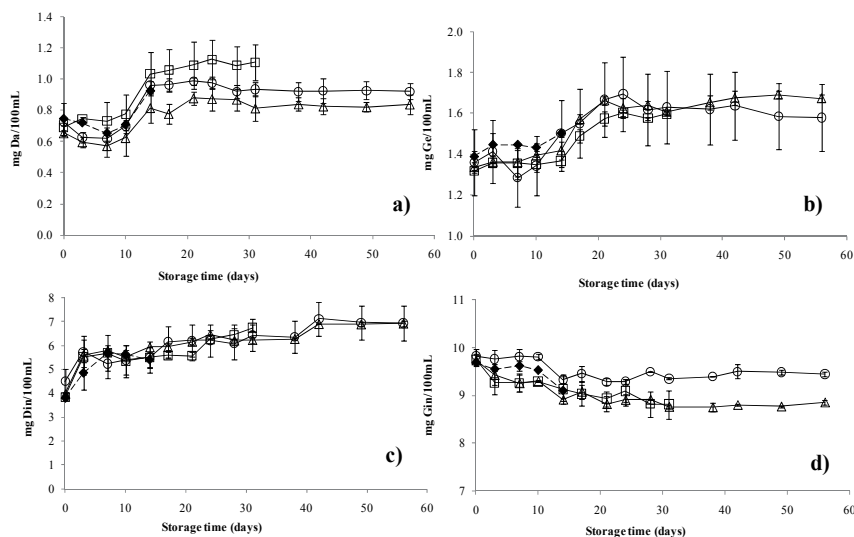 1.4
1.2
1.0
0.8
0.6
0.4
0.2
0.0
mg Da/100mL
0 10 20 30 40 50 60
Storage time (days)
a)
2.0
1.8
1.6
1.4
1.2
1.0
mg Ge/100mL
0 10 20 30 40 50 60
Storage time (days)
b)
8
7
6
5
4
3
2
1
0
mg Din/100mL
0 10 20 30 40 50 60
Storage time (days)
c)
11
10
9
8
7
mg Gin/100mL
0 10 20 30 40 50 60
Storage time (days)
d)